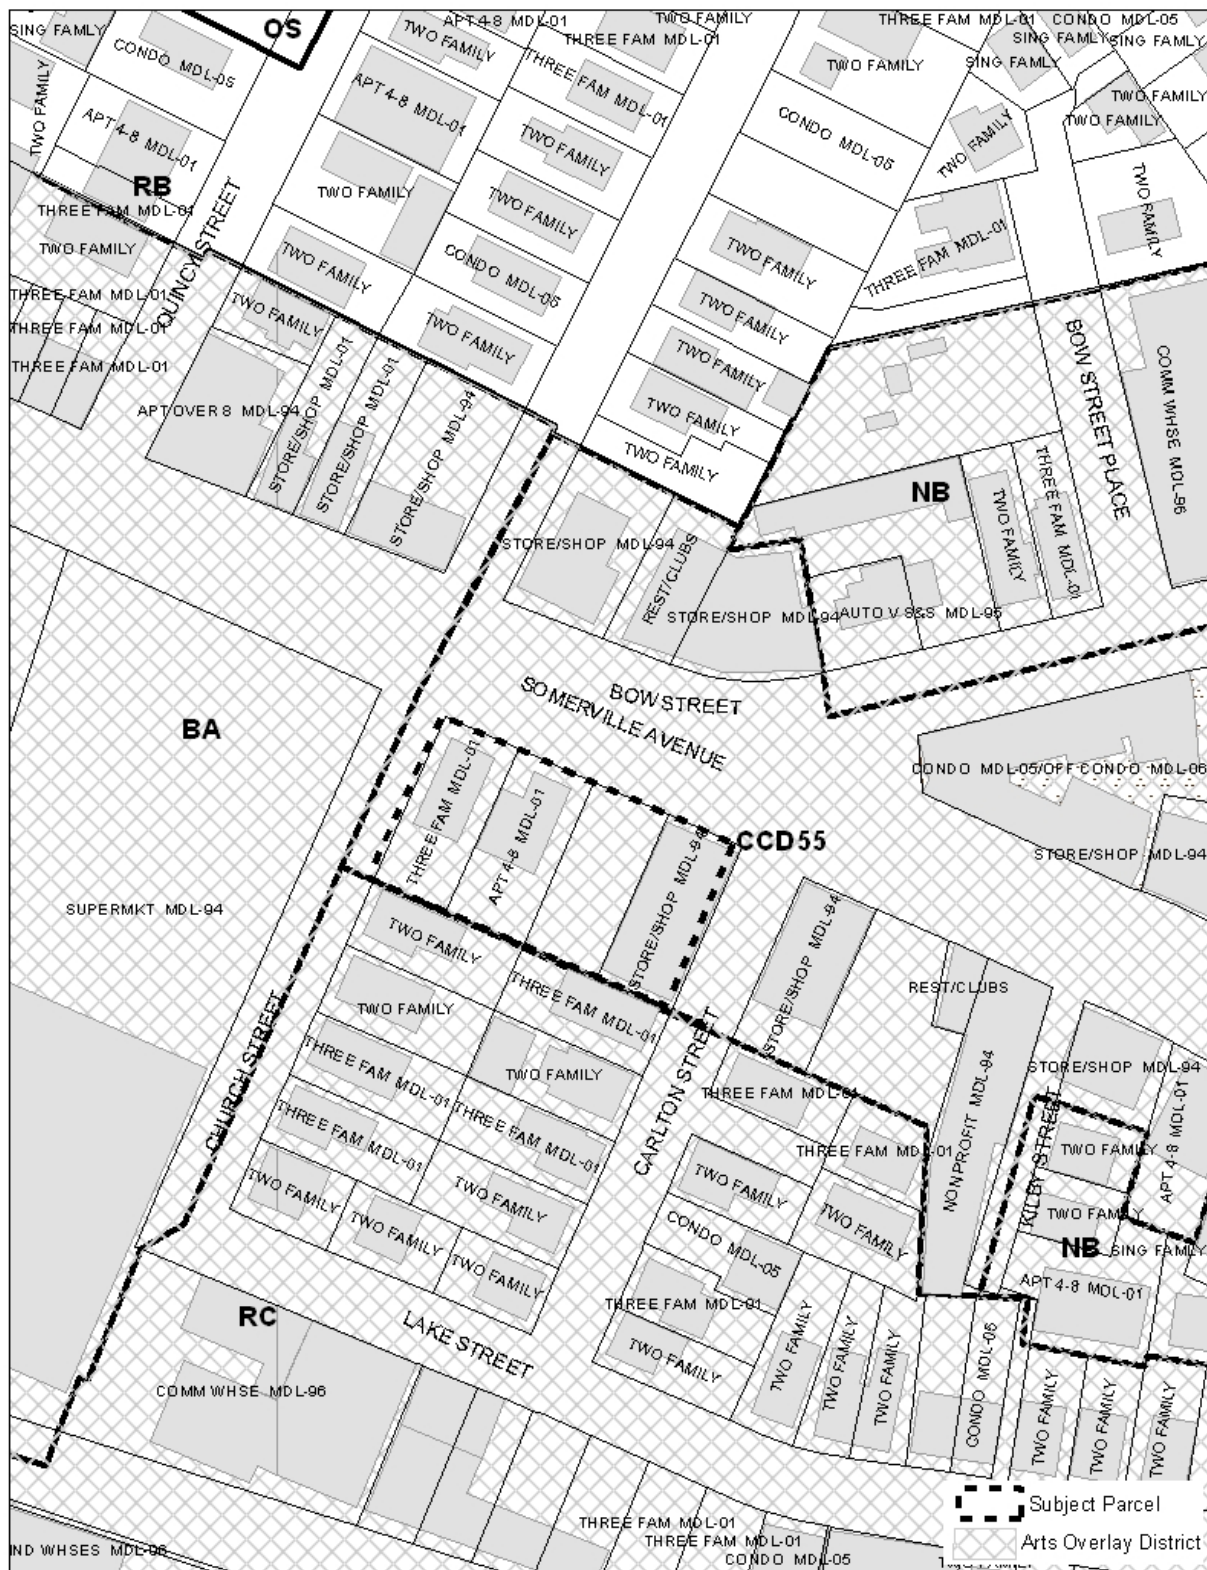 OS
APT 4-8 MDL-01
THREE FAM MDL-01
CONDO MDL-05
SING FAMLY
TWO FAMILY
TWO FAMILY
THREE FAM MDL-01
SING FAMLY
SING FAMLY
CONDO MDL-05
THREE FAM MDL-01
APT 4-8 MDL-01
TWO FAMILY
SING FAMLY
TWO FAMILY
TWO FAMILY
APT 4-8 MDL-01
TWO FAMILY
CONDO MDL-05
TWO FAMILY
TWO FAMILY
RB
TWO FAMILY
TWO FAMILY
TWO FAMILY
THREE FAM MDL-01
QUINCY STREET
TWO FAMILY
TWO FAMILY
TWO FAMILY
CONDO MDL-05
TWO FAMILY
THREE FAM MDL-01
THREE FAM MDL-01
TWO FAMILY
TWO FAMILY
TWO FAMILY
THREE FAM MDL-01
THREE FAM MDL-01
TWO FAMILY
BOW STREET PLACE
COMM WHSE MDL-96
APT OVER 8 MDL-94
STORE/SHOP MDL-01
STORE/SHOP MDL-01
STORE/SHOP MDL-94
TWO FAMILY
TWO FAMILY
NB
TWO FAMILY
THREE FAM MDL-01
STORE/SHOP MDL-94
REST/CLUBS
STORE/SHOP MDL-94
AUTO V S&S MDL-95
BOW STREET
SOMERVILLE AVENUE
BA
CONDO MDL-05/OFF CONDO MDL-06
THREE FAM MDL-01
APT 4-8 MDL-01
STORE/SHOP MDL-94
CCD55
STORE/SHOP MDL-94
SUPERMKT MDL-94
TWO FAMILY
STORE/SHOP MDL-94
REST/CLUBS
TWO FAMILY
THREE FAM MDL-01
CHURCH STREET
CARLTON STREET
THREE FAM MDL-01
TWO FAMILY
THREE FAM MDL-01
NONPROFIT MDL-94
STORE/SHOP MDL-94
THREE FAM MDL-01
THREE FAM MDL-01
THREE FAM MDL-01
KILBY STREET
TWO FAMILY
APT 4-8 MDL-01
TWO FAMILY
TWO FAMILY
TWO FAMILY
TWO FAMILY
TWO FAMILY
TWO FAMILY
CONDO MDL-05
NB
SING FAMLY
TWO FAMILY
APT 4-8 MDL-01
RC
LAKE STREET
THREE FAM MDL-01
TWO FAMILY
COMM WHSE MDL-96
TWO FAMILY
TWO FAMILY
TWO FAMILY
CONDO MDL-05
TWO FAMILY
TWO FAMILY
TWO FAMILY
Subject Parcel
THREE FAM MDL-01
THREE FAM MDL-01
CONDO MDL-05
Arts Overlay District
IND WHSES MDL-96